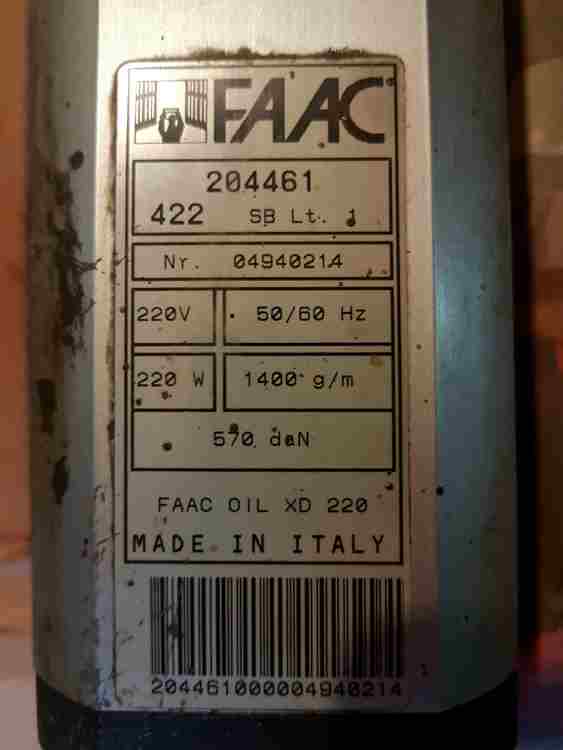 FAAC
204461
422 SB Lt. 1
Nr. 04940214
220V 50/60 Hz
220 W 1400 g/m
570 daN
FAAC OIL XD 220
MADE IN ITALY
204461000004940214